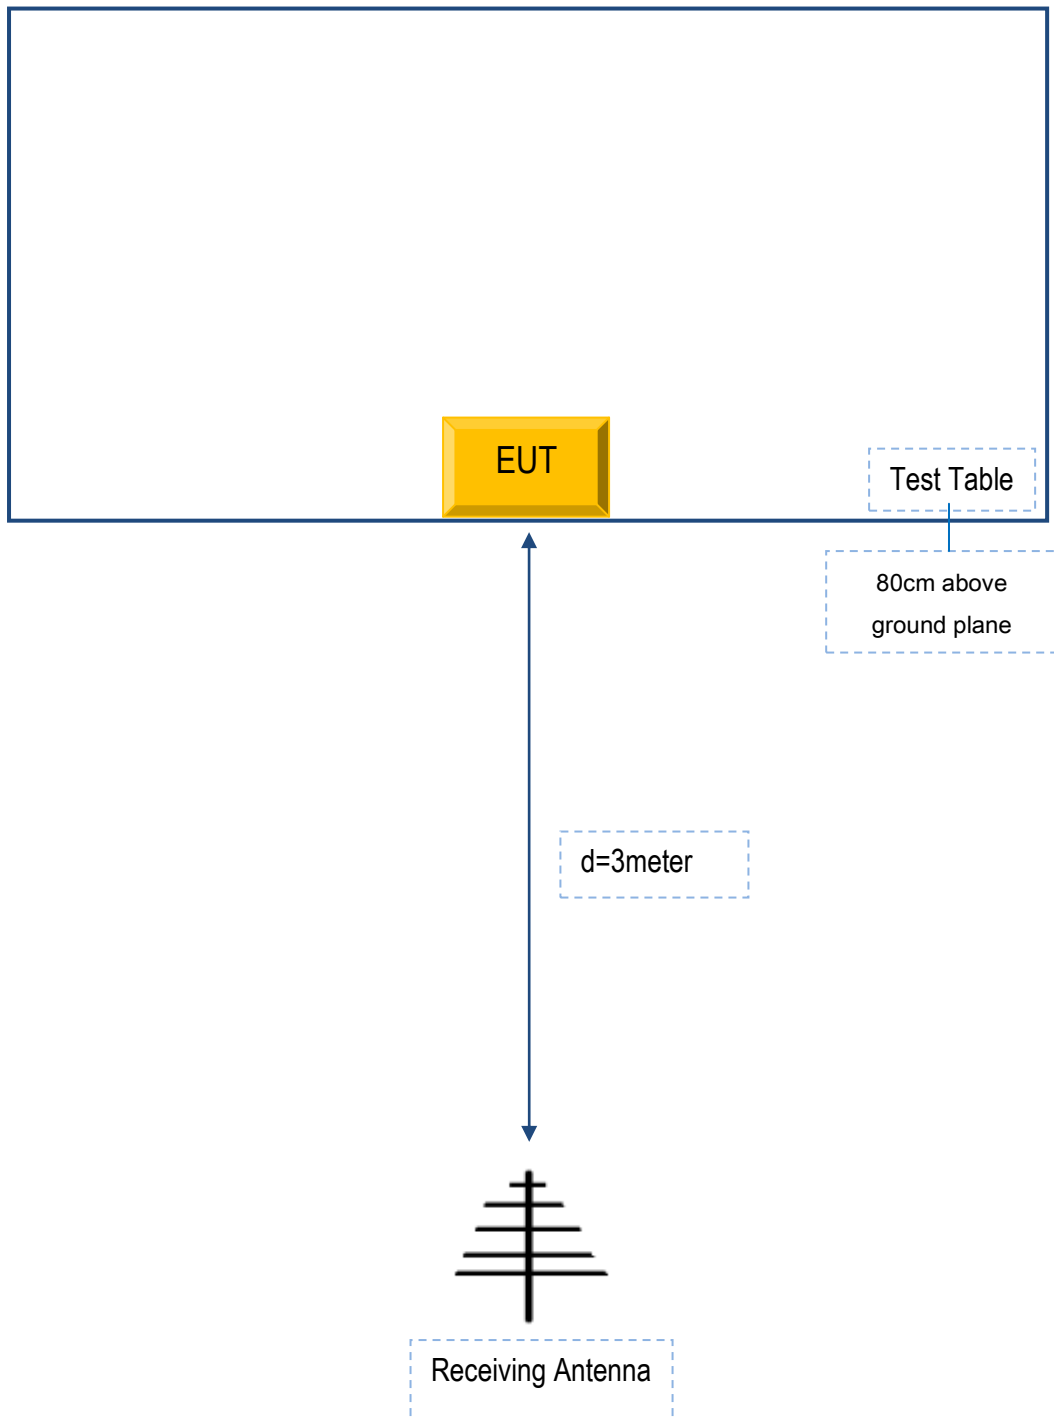 EUT
Test Table
80cm above
ground plane
d=3meter
Receiving Antenna